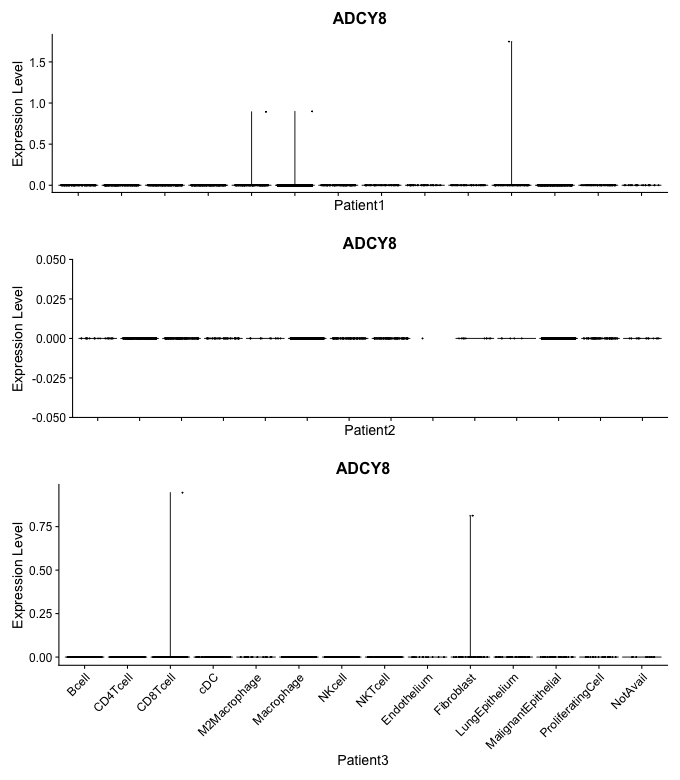 ADCY8
Expression Level
1.5
1.0
0.5
0.0
Patient1
ADCY8
Expression Level
0.050
0.025
0.000
-0.025
-0.050
Patient2
ADCY8
Expression Level
0.75
0.50
0.25
0.00
Bcell
CD4Tcell
CD8Tcell
cDC
M2Macrophage
Macrophage
NKcell
NKTcell
Endothelium
Fibroblast
LungEpithelium
MalignantEpithelial
ProliferatingCell
NotAvail
Patient3